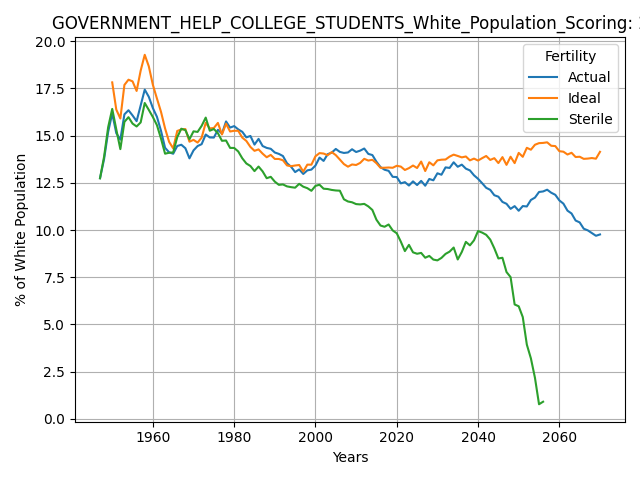 GOVERNMENT_HELP_COLLEGE_STUDENTS_White_Population_Scoring:
20.0
17.5
15.0
12.5
10.0
7.5
5.0
2.5
0.0
% of White Population
Fertility
Actual
Ideal
Sterile
1960
1980
2000
2020
2040
2060
Years